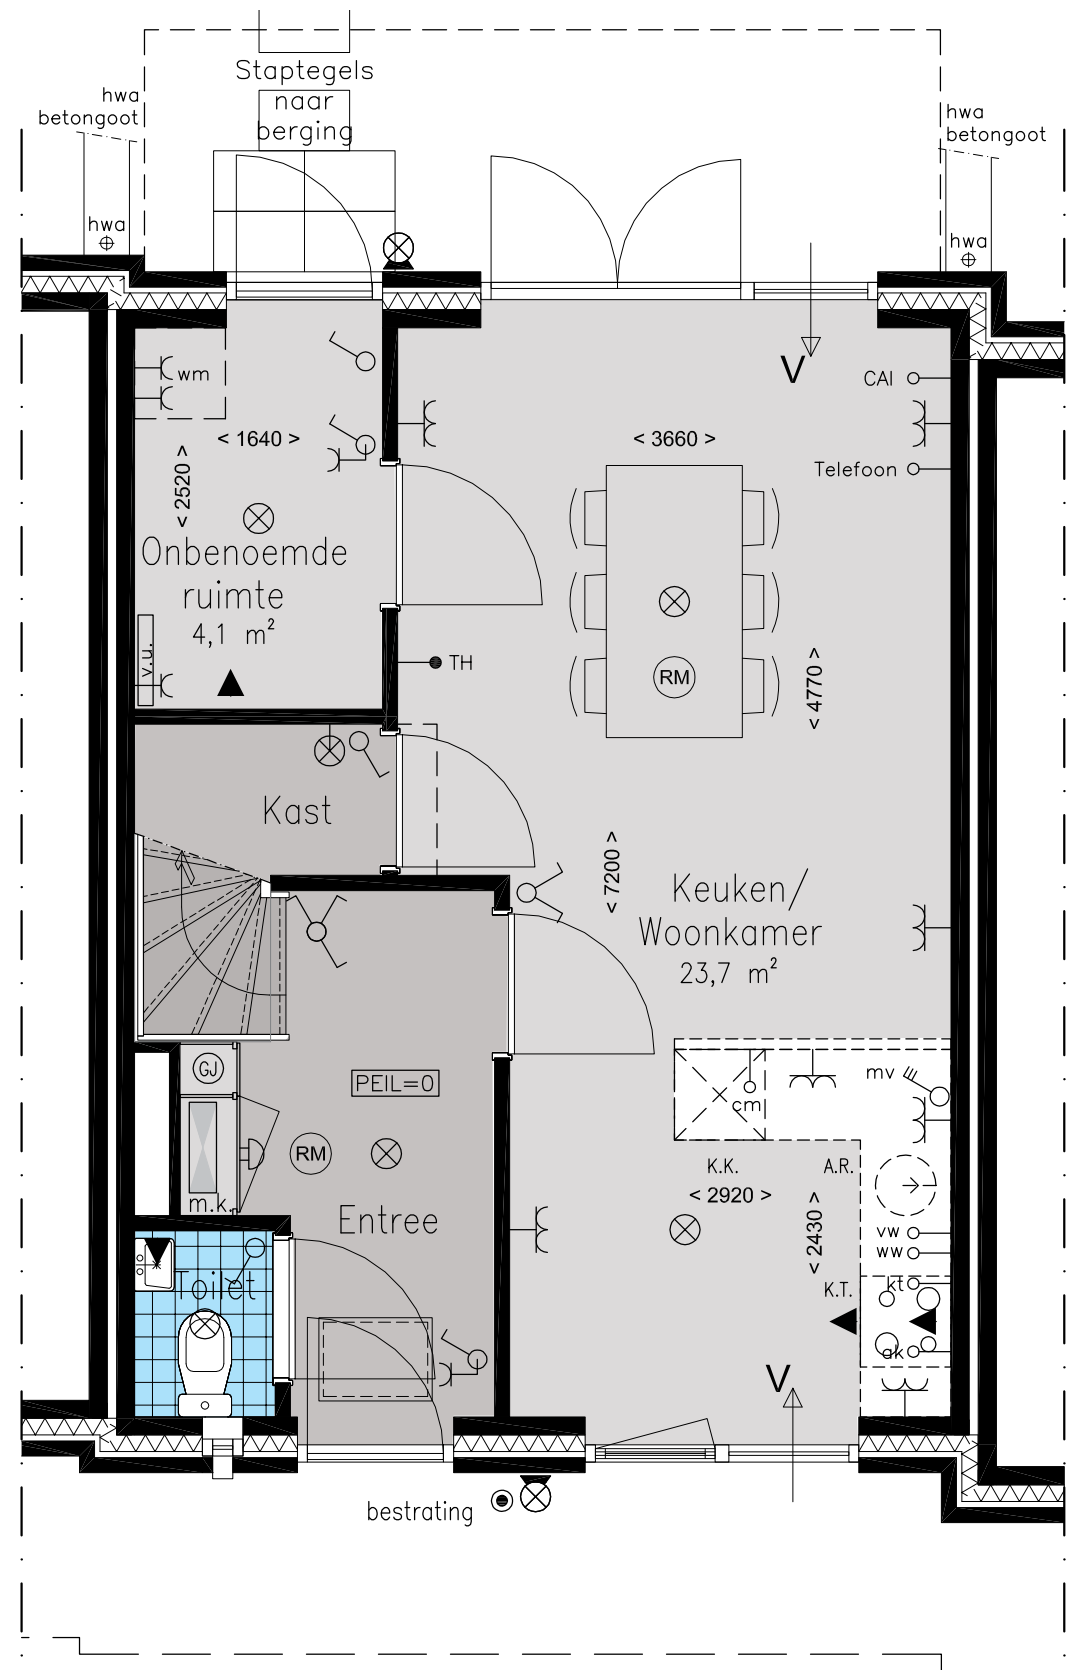 Staptegels
naar
berging
hwa
betongoot
hwa
betongoot
hwa
hwa
V
CAI
wm
< 1640 >
< 3660 >
Telefoon
< 2520 >
Onbenoemde
ruimte
4,1 m²
v.u.
TH
RM
< 4770 >
Kast
< 7200 >
Keuken/
Woonkamer
23,7 m²
GJ
PEIL=0
mv
cm
RM
K.K.
A.R.
< 2920 >
m.k.
Entree
< 2430 >
vw
ww
Toilet
K.T.
kt
ak
V
bestrating